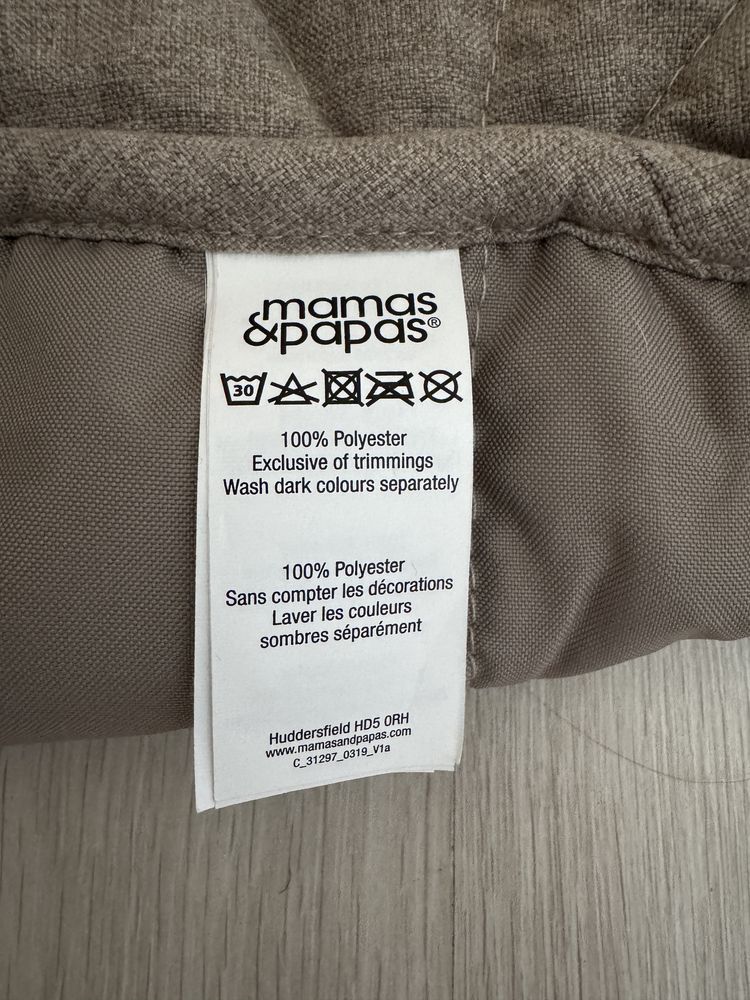 mamas
&papas®
30
100% Polyester
Exclusive of trimmings
Wash dark colours separately
100% Polyester
Sans compter les décorations
Laver les couleurs
sombres séparément
Huddersfield HD5 0RH
www.mamasandpapas.com
C_31297_0319_V1a